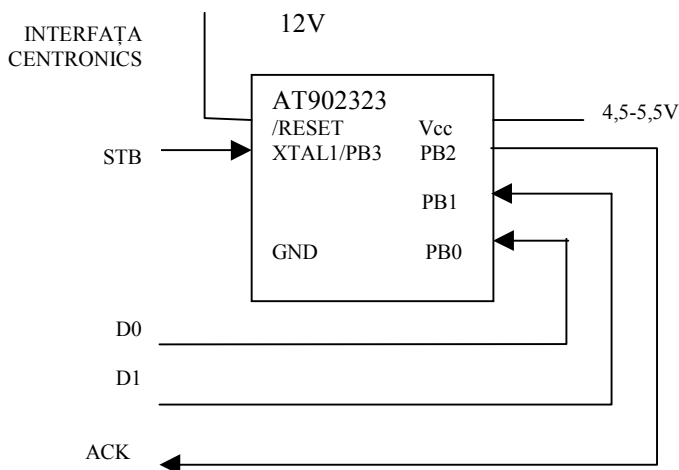 INTERFAȚA
CENTRONICS
12V
AT902323
/RESET Vcc
4,5-5,5V
STB
XTAL1/PB3 PB2
PB1
GND PB0
D0
D1
ACK